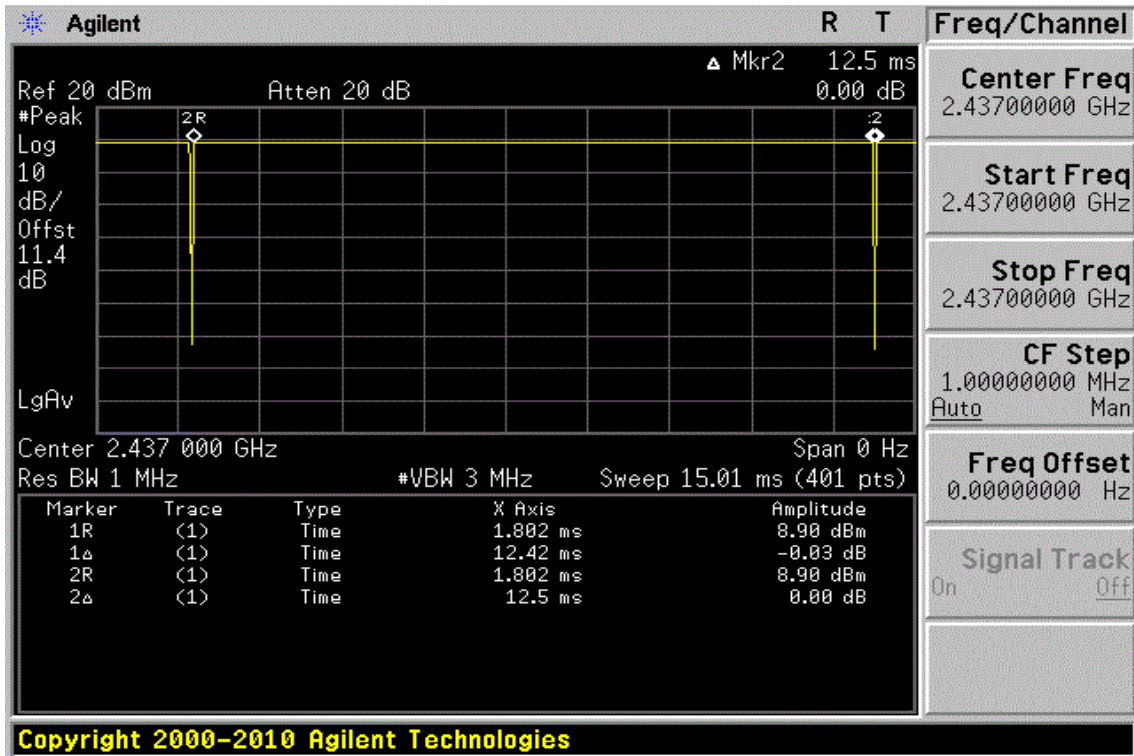 Agilent R T
Δ Mkr2 12.5 ms
Ref 20 dBm Atten 20 dB 0.00 dB
#Peak
Log
10
dB/
Offst
11.4
dB
LgAv
2R
:2
Center 2.437 000 GHz Span 0 Hz
Res BW 1 MHz #VBW 3 MHz Sweep 15.01 ms (401 pts)
Marker Trace Type X Axis Amplitude
1R (1) Time 1.802 ms 8.90 dBm
1Δ (1) Time 12.42 ms -0.03 dB
2R (1) Time 1.802 ms 8.90 dBm
2Δ (1) Time 12.5 ms 0.00 dB
Freq/Channel
Center Freq
2.43700000 GHz
Start Freq
2.43700000 GHz
Stop Freq
2.43700000 GHz
CF Step
1.00000000 MHz
Auto Man
Freq Offset
0.00000000 Hz
Signal Track
On Off
Copyright 2000-2010 Agilent Technologies